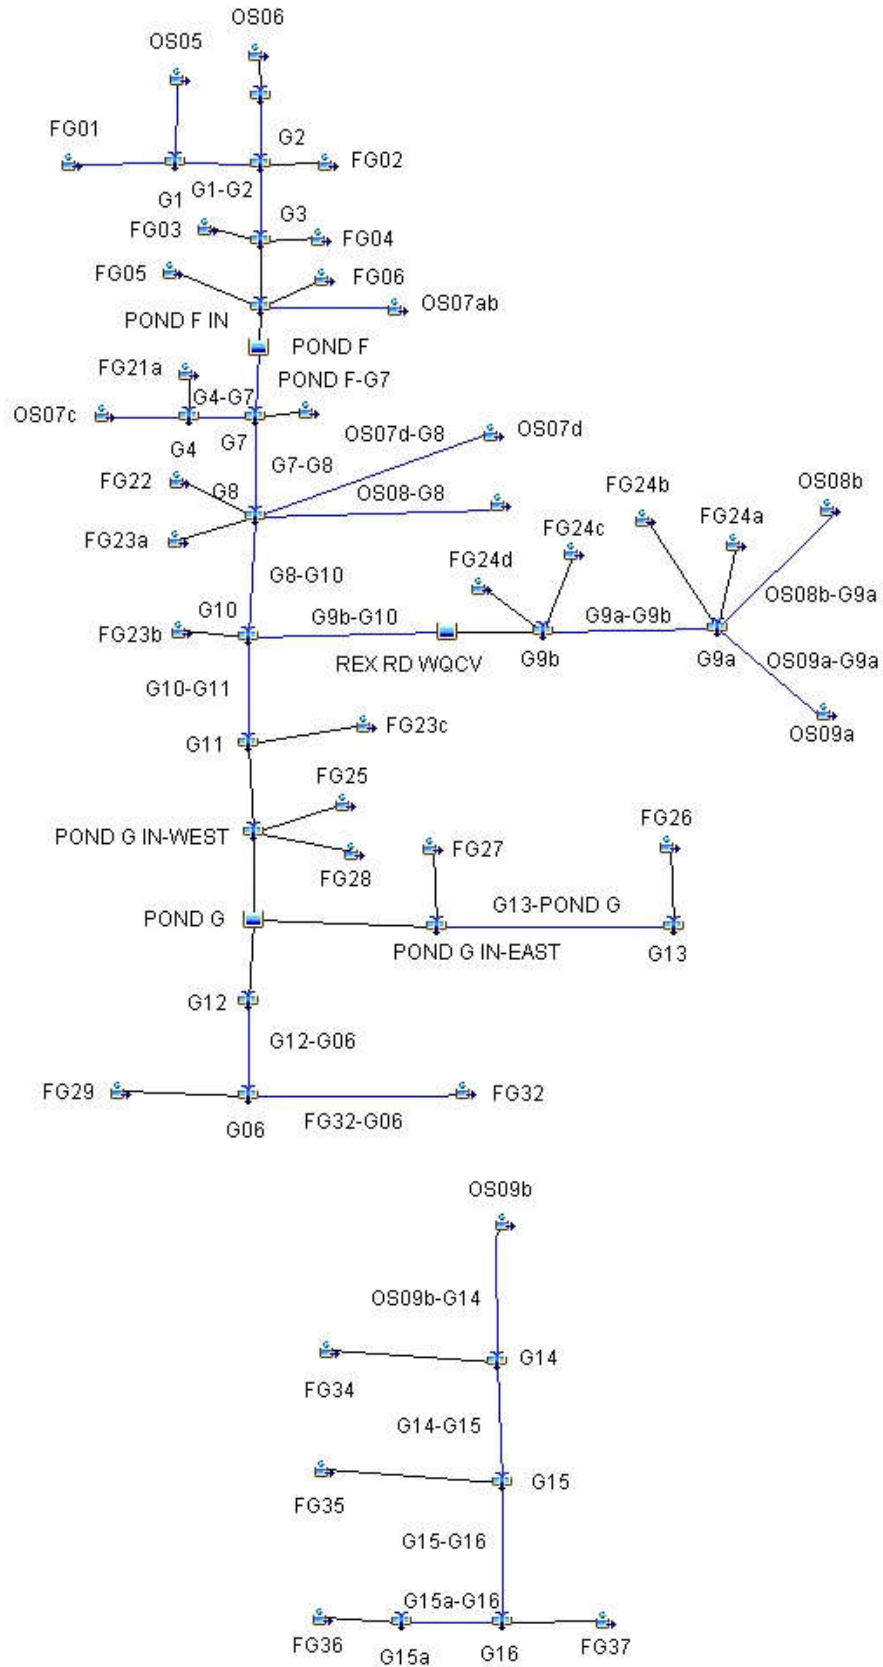 OS06
OS05
FG01
G2
FG02
G1-G2
G1
G3
FG03
FG04
FG05
FG06
OS07ab
POND F IN
POND F
FG21a
POND F-G7
G4-G7
OS07c
G4
G7
OS07d-G8
OS07d
G7-G8
FG22
G8
OS08-G8
FG24b
OS08b
FG23a
FG24c
FG24a
G8-G10
FG24d
OS08b-G9a
G10
G9b-G10
G9a-G9b
FG23b
G9b
G9a
OS09a-G9a
REX RD WQCV
G10-G11
OS09a
FG23c
G11
FG25
POND G IN-WEST
FG26
FG27
FG28
G13-POND G
POND G
POND G IN-EAST
G13
G12
G12-G06
FG29
FG32
G06
FG32-G06
OS09b
OS09b-G14
G14
FG34
G14-G15
G15
FG35
G15-G16
G15a-G16
FG36
G15a
G16
FG37